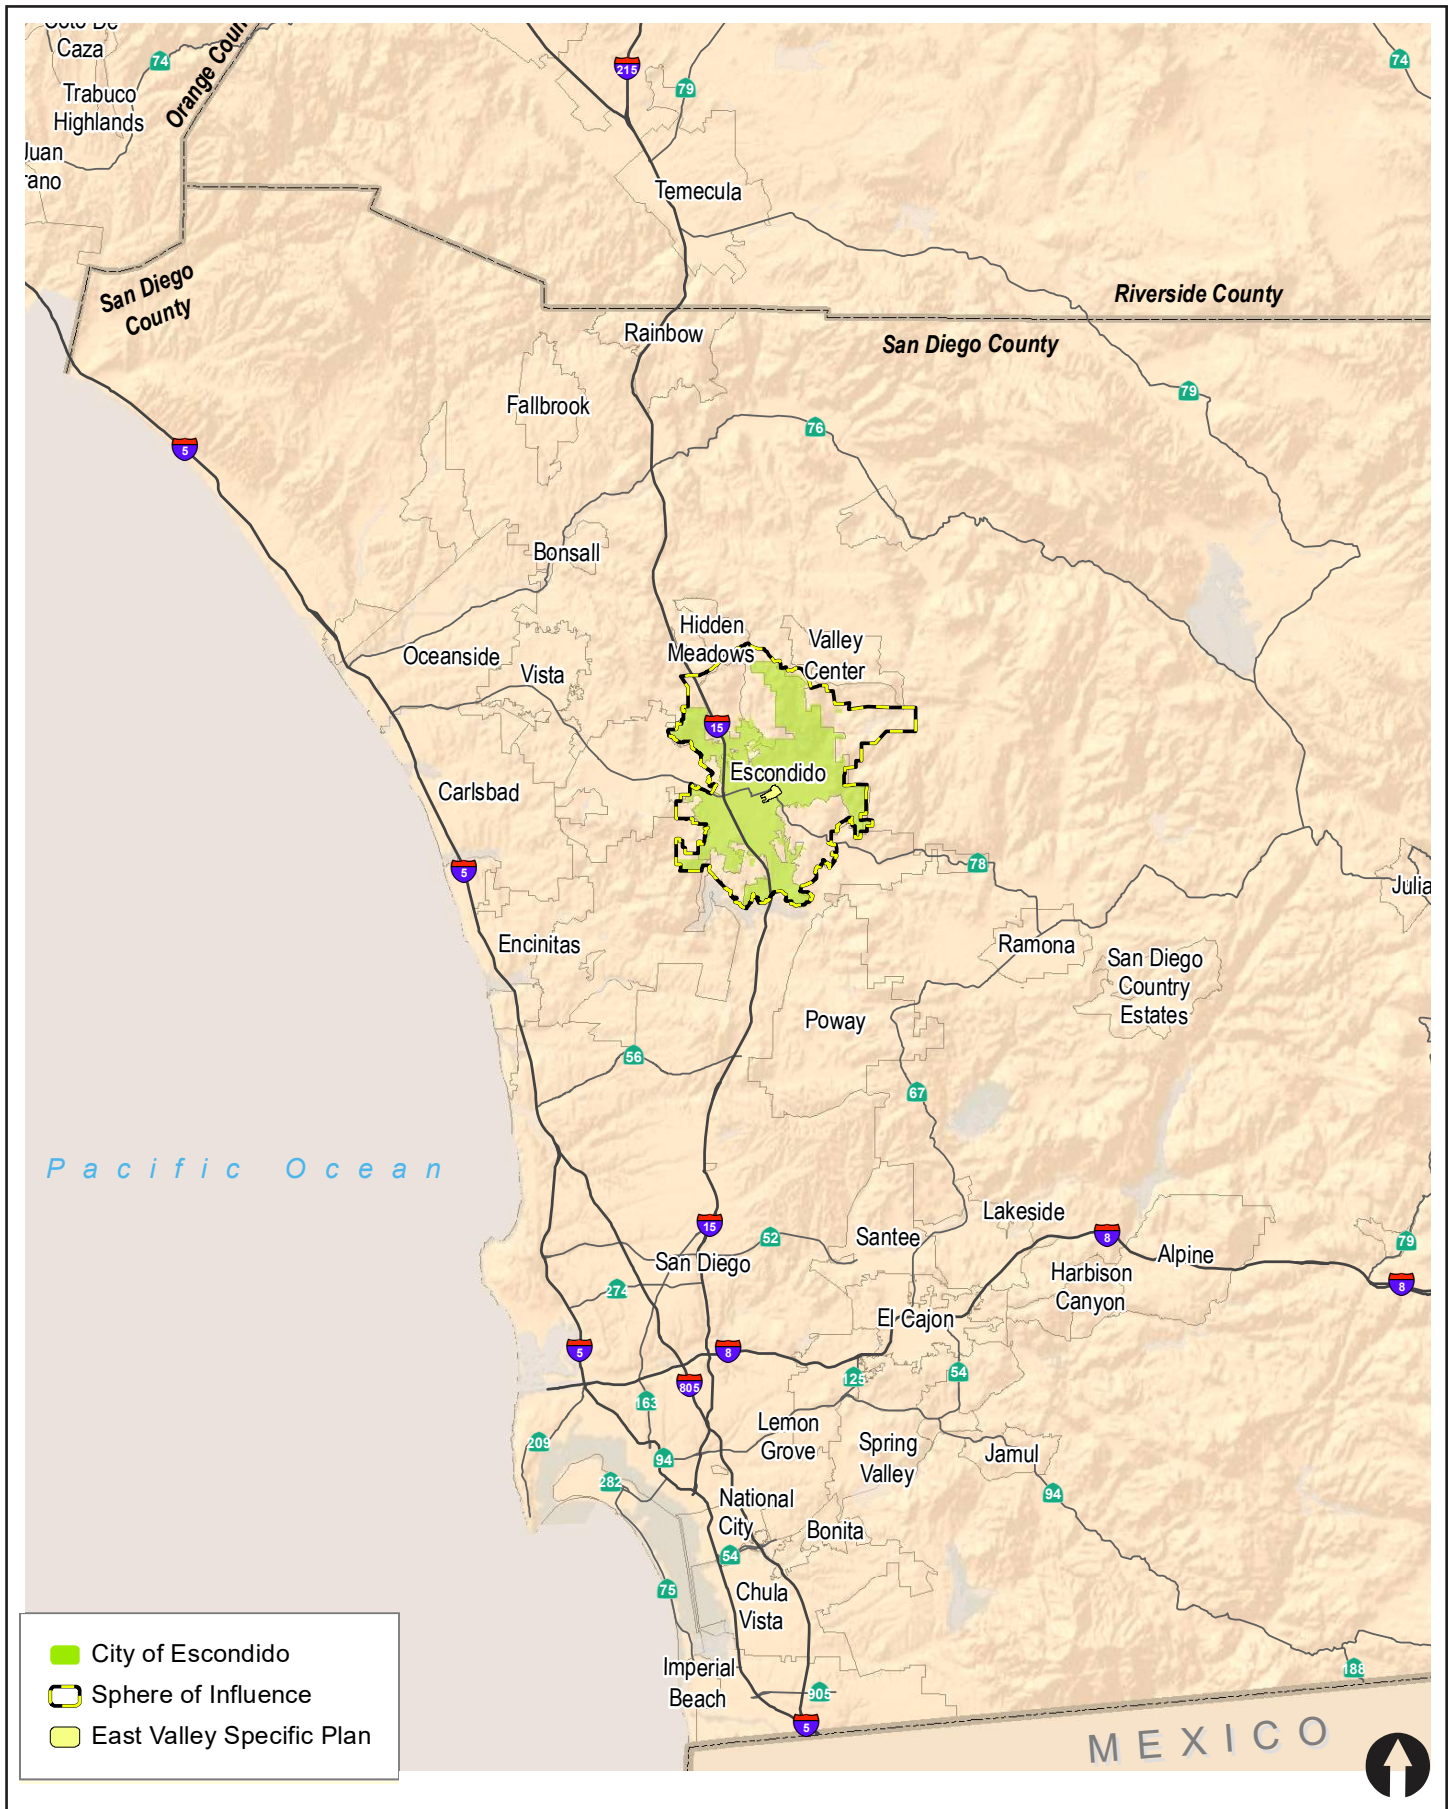 Caza
74
Orange Coun
215
79
74
Trabuco
Highlands
Juan
rano
Temecula
San Diego
County
Riverside County
Rainbow
San Diego County
79
Fallbrook
76
5
Bonsall
Hidden
Meadows
Valley
Center
Oceanside
Vista
15
Escondido
Carlsbad
78
5
Julia
Encinitas
Ramona
San Diego
Country
Estates
Poway
56
67
Pacific Ocean
15
52
Santee
Lakeside
8
Alpine
79
San Diego
Harbison
Canyon
8
274
El Cajon
5
8
805
125
54
163
209
Lemon
Grove
94
Spring
Valley
Jamul
282
94
National
City
Bonita
54
75
Chula
Vista
City of Escondido
Sphere of Influence
East Valley Specific Plan
Imperial
Beach
905
188
5
MEXICO